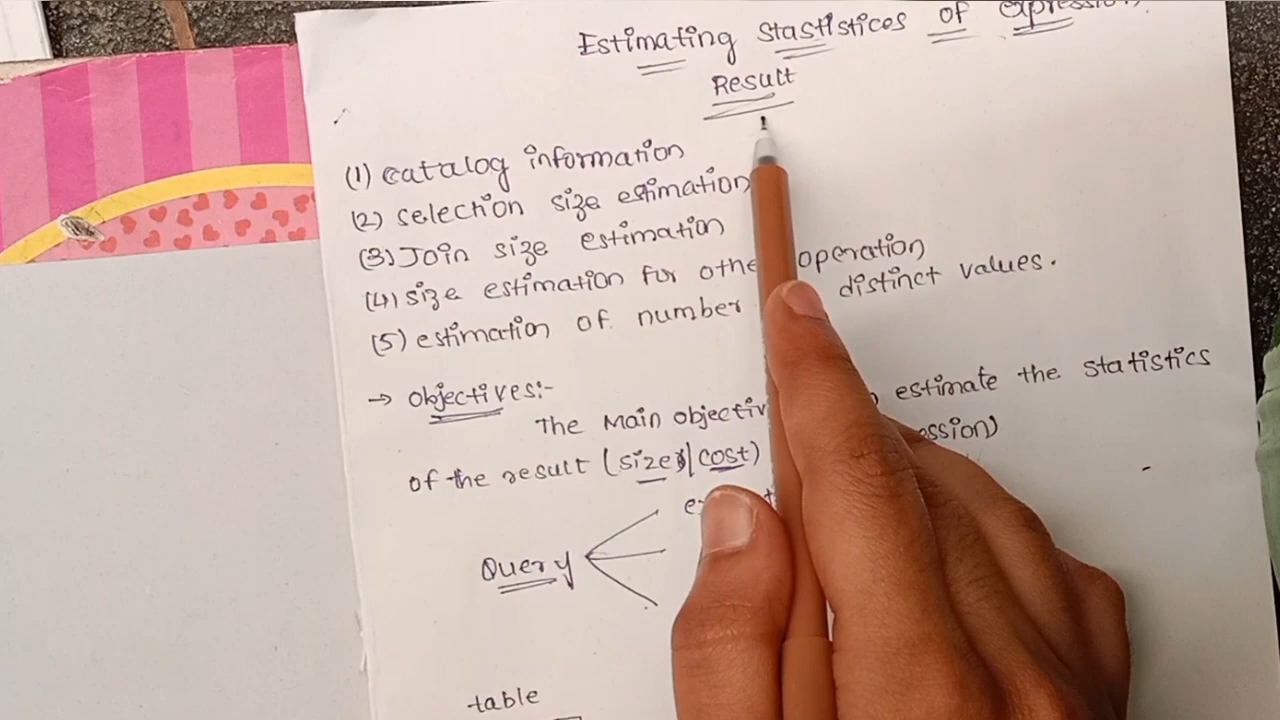 Estimating Stastistices of expression.
Result
(1) catalog information
(2) selection size estimation
(3) Join size estimation
(4) size estimation for othe operation
(5) estimation of number distinct values.
→ Objectives:-
The Main objectiv estimate the statistics
of the result (size|cost) ession)
Query
table